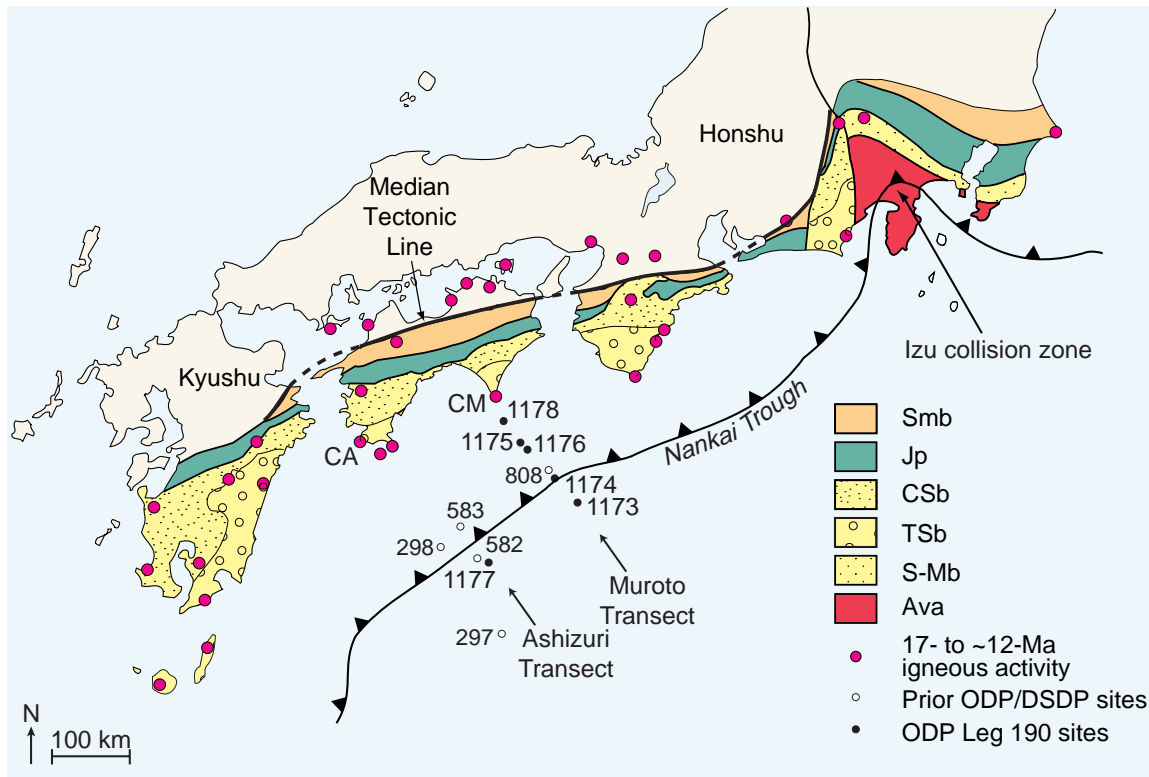 Honshu
Median
Tectonic
Line
Izu collision zone
Kyushu
CM
1178
1175
1176
CA
Nankai Trough
808
1174
1173
583
298
582
1177
Muroto
Transect
297
Ashizuri
Transect
Smb
Jp
CSb
TSb
S-Mb
Ava
17- to ~12-Ma
igneous activity
Prior ODP/DSDP sites
ODP Leg 190 sites
N
100 km